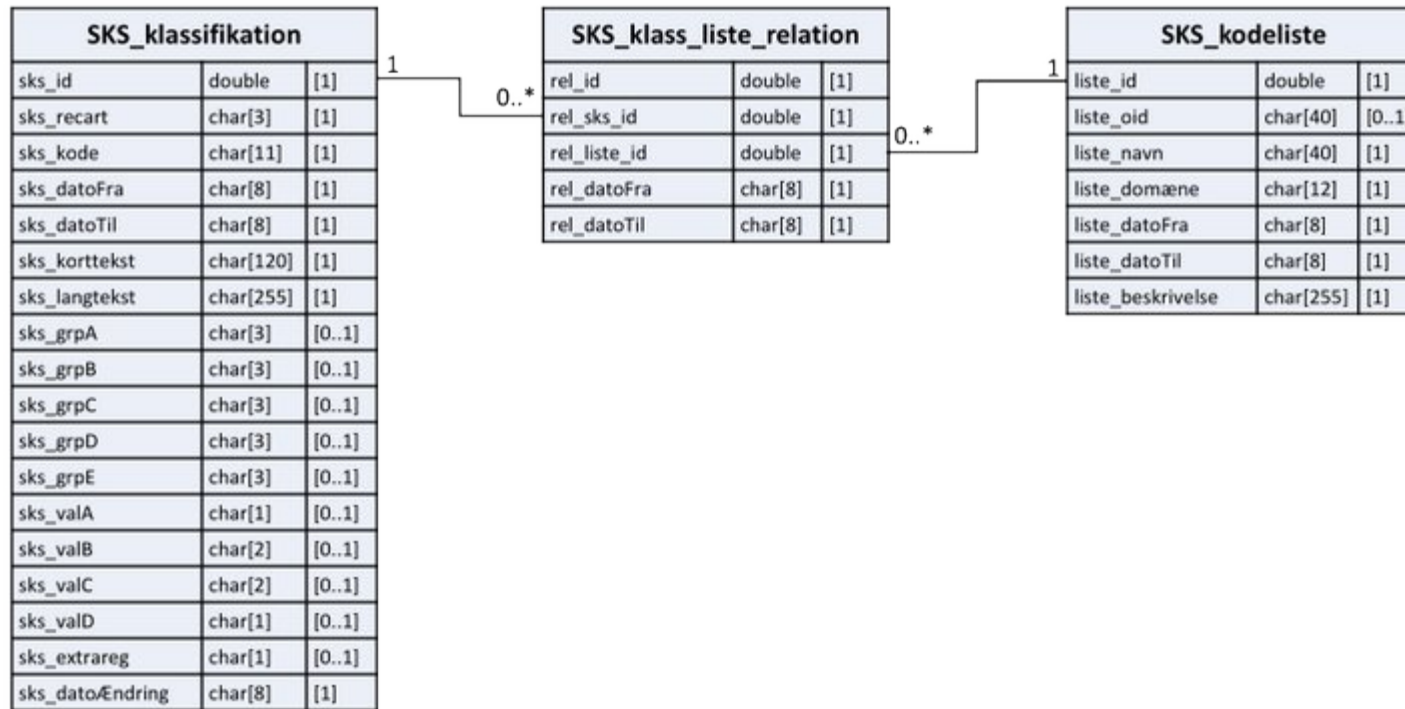 SKS_klassifikation
sks_id double [1]
sks_recart char[3] [1]
sks_kode char[11] [1]
sks_datoFra char[8] [1]
sks_datoTil char[8] [1]
sks_korttekst char[120] [1]
sks_langtekst char[255] [1]
sks_grpA char[3] [0..1]
sks_grpB char[3] [0..1]
sks_grpC char[3] [0..1]
sks_grpD char[3] [0..1]
sks_grpE char[3] [0..1]
sks_valA char[1] [0..1]
sks_valB char[2] [0..1]
sks_valC char[2] [0..1]
sks_valD char[1] [0..1]
sks_extrareg char[1] [0..1]
sks_datoÆndring char[8] [1]
1
0..*
SKS_klass_liste_relation
rel_id double [1]
rel_sks_id double [1]
rel_liste_id double [1]
rel_datoFra char[8] [1]
rel_datoTil char[8] [1]
0..*
1
SKS_kodeliste
liste_id double [1]
liste_oid char[40] [0..1
liste_navn char[40] [1]
liste_domæne char[12] [1]
liste_datoFra char[8] [1]
liste_datoTil char[8] [1]
liste_beskrivelse char[255] [1]